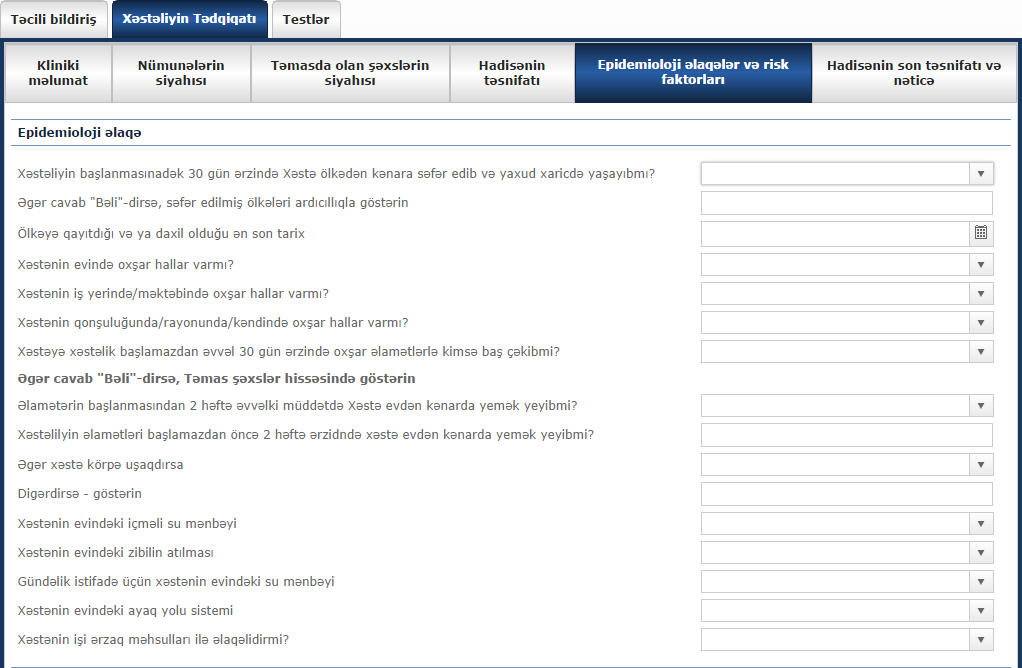 Təcili bildiriş
Xəstəliyin Tədqiqatı
Testlər
Kliniki
məlumat
Nümunələrin
siyahısı
Təmasda olan şəxslərin
siyahısı
Hadisənin
təsnifatı
Epidemioloji əlaqələr və risk
faktorları
Hadisənin son təsnifatı və
nəticə
Epidemioloji əlaqə
Xəstəliyin başlanmasınadək 30 gün ərzində Xəstə ölkədən kənara səfər edib və yaxud xaricdə yaşayıbmı?
Əgər cavab "Bəli"-dirsə, səfər edilmiş ölkələri ardıcıllıqla göstərin
Ölkəyə qayıtdığı və ya daxil olduğu ən son tarix
Xəstənin evində oxşar hallar varmı?
Xəstənin iş yerində/məktəbində oxşar hallar varmı?
Xəstənin qonşuluğunda/rayonunda/kəndində oxşar hallar varmı?
Xəstəyə xəstəlik başlamazdan əvvəl 30 gün ərzində oxşar əlamətlərlə kimsə baş çəkibmi?
Əgər cavab "Bəli"-dirsə, Təmas şəxslər hissəsində göstərin
Əlamətərin başlanmasından 2 həftə əvvəlki müddətdə Xəstə evdən kənarda yemək yeyibmi?
Xəstəlilyin əlamətləri başlamazdan öncə 2 həftə ərzidndə xəstə evdən kənarda yemək yeyibmi?
Əgər xəstə körpə uşaqdırsa
Digərdirsə - göstərin
Xəstənin evindəki içməli su mənbəyi
Xəstənin evindəki zibilin atılması
Gündəlik istifadə üçün xəstənin evindəki su mənbəyi
Xəstənin evindəki ayaq yolu sistemi
Xəstənin işi ərzaq məhsulları ilə əlaqəlidirmi?